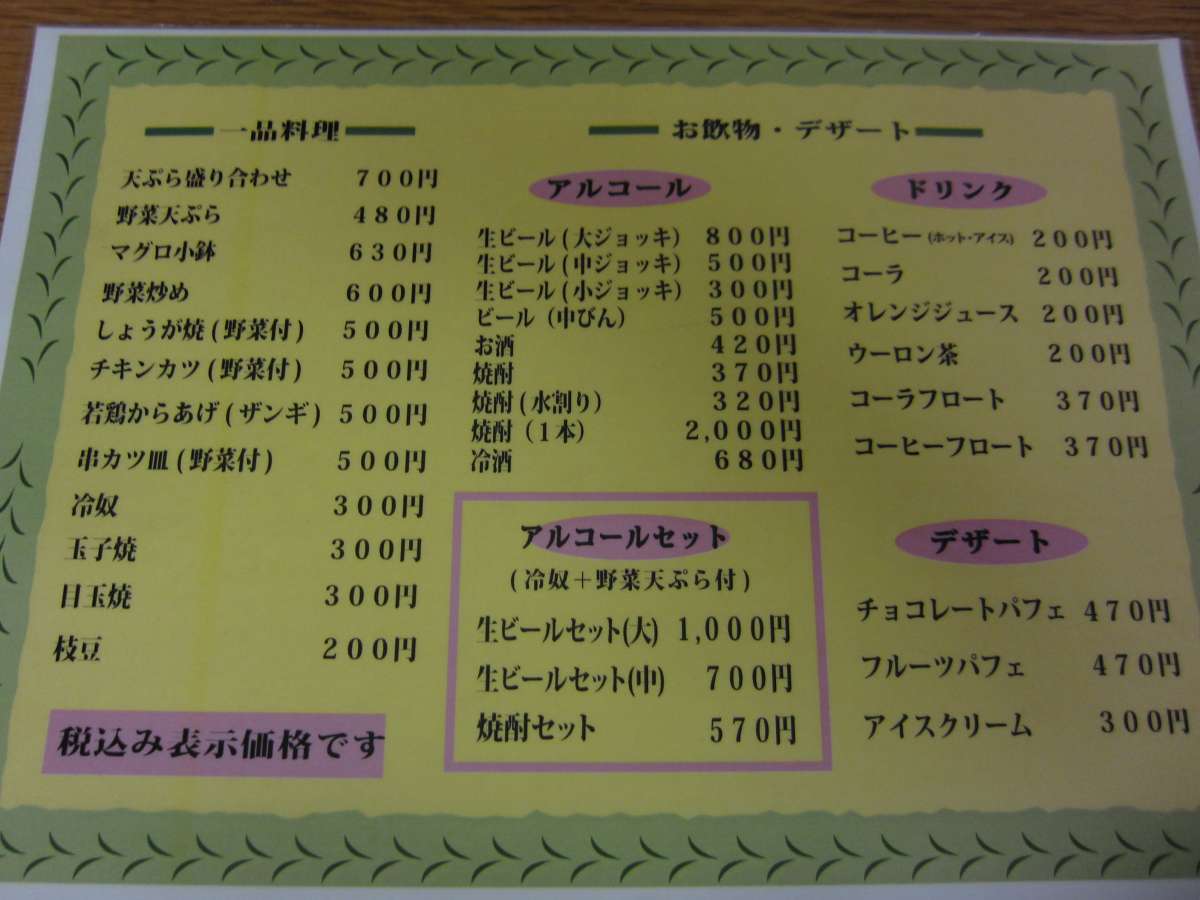 一品料理
天ぷら盛り合わせ 700円
野菜天ぷら 480円
マグロ小鉢 630円
野菜炒め 600円
しょうが焼(野菜付) 500円
チキンカツ(野菜付) 500円
若鶏からあげ(ザンギ) 500円
串カツ皿(野菜付) 500円
冷奴 300円
玉子焼 300円
目玉焼 300円
枝豆 200円
税込み表示価格です
お飲物・デザート
アルコール
生ビール(大ジョッキ) 800円
生ビール(中ジョッキ) 500円
生ビール(小ジョッキ) 300円
ビール(中びん) 500円
お酒 420円
焼酎 370円
焼酎(水割り) 320円
焼酎(1本) 2,000円
冷酒 680円
アルコールセット
(冷奴+野菜天ぷら付)
生ビールセット(大) 1,000円
生ビールセット(中) 700円
焼酎セット 570円
ドリンク
コーヒー(ホット・アイス) 200円
コーラ 200円
オレンジジュース 200円
ウーロン茶 200円
コーラフロート 370円
コーヒーフロート 370円
デザート
チョコレートパフェ 470円
フルーツパフェ 470円
アイスクリーム 300円